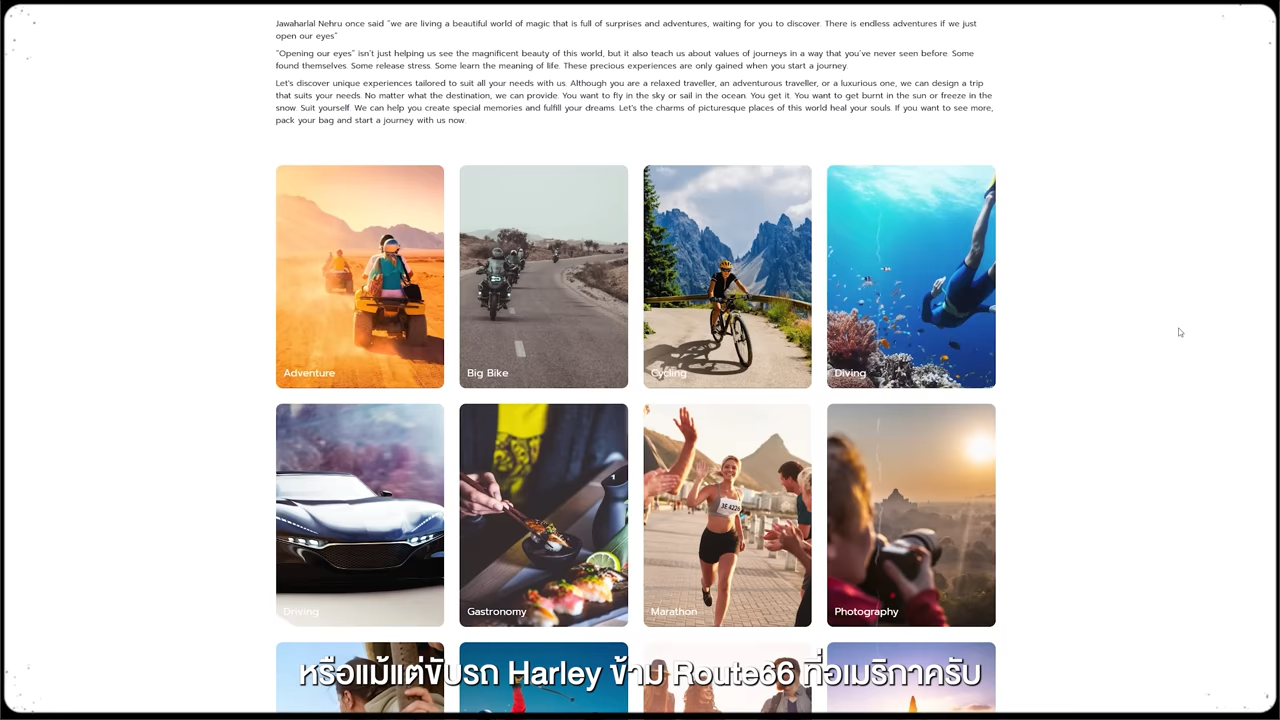 Jawaharlal Nehru once said "we are living a beautiful world of magic that is full of surprises and adventures, waiting for you to discover. There is endless adventures if we just
open our eyes"
"Opening our eyes" isn't just helping us see the magnificent beauty of this world, but it also teach us about values of journeys in a way that you've never seen before. Some
found themselves. Some release stress. Some learn the meaning of life. These precious experiences are only gained when you start a journey.
Let's discover unique experiences tailored to suit all your needs with us. Although you are a relaxed traveller, an adventurous traveller, or a luxurious one, we can design a trip
that suits your needs. No matter what the destination, we can provide. You want to fly in the sky or sail in the ocean. You get it. You want to get burnt in the sun or freeze in the
snow. Suit yourself. We can help you create special memories and fulfill your dreams. Let's the charms of picturesque places of this world heal your souls. If you want to see more,
pack your bag and start a journey with us now.
Adventure
Big Bike
Cycling
Diving
3E 4226
Driving
Gastronomy
Marathon
Photography
หรือแม้แต่ขับรถ Harley ข้าม Route66 ที่อเมริกาครับ